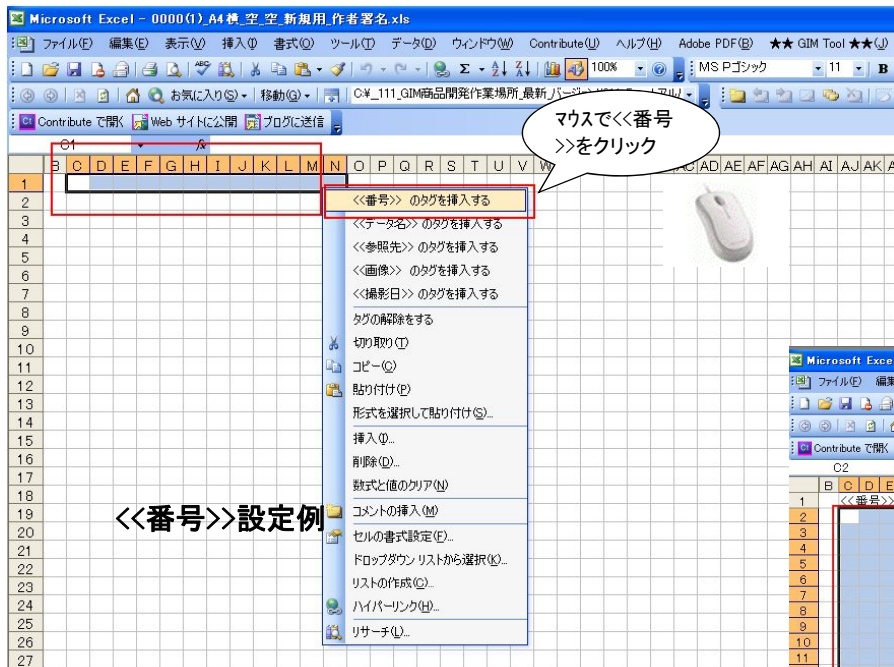 Microsoft Excel - 0000(1)_A4横_空_空_新規用_作者署名.xls
ファイル(F) 編集(E) 表示(V) 挿入(I) 書式(O) ツール(T) データ(D) ウィンドウ(W) Contribute(U) ヘルプ(H) Adobe PDF(B) ★★ GIM Tool ★★(J)
100% MS Pゴシック 11 B
お気に入り(S) 移動(G) C:¥_111_GIM商品開発作業場所_最新_
Contribute で開く Web サイトに公開 ブログに送信
マウスで<<番号
>>をクリック
C1 fx
B C D E F G H I J K L M N O P Q R S T U V W AC AD AE AF AG AH AI AJ AK
1
2
3
4
5
6
7
8
9
10
11
12
13
14
15
16
17
18
19
20
21
22
23
24
25
26
27
<<番号>> のタグを挿入する
<<データ名>> のタグを挿入する
<<参照先>> のタグを挿入する
<<画像>> のタグを挿入する
<<撮影日>> のタグを挿入する
タグの解除をする
切り取り(T)
コピー(C)
貼り付け(P)
形式を選択して貼り付け(S)...
挿入(I)...
削除(D)...
数式と値のクリア(N)
コメントの挿入(M)
セルの書式設定(F)...
ドロップダウン リストから選択(K)...
リストの作成(C)...
ハイパーリンク(H)...
リサーチ(L)...
<<番号>>設定例
Microsoft Exce
ファイル(F) 編集
Contribute で開く
C2
B C D E
1 <<番号>>
2
3
4
5
6
7
8
9
10
11